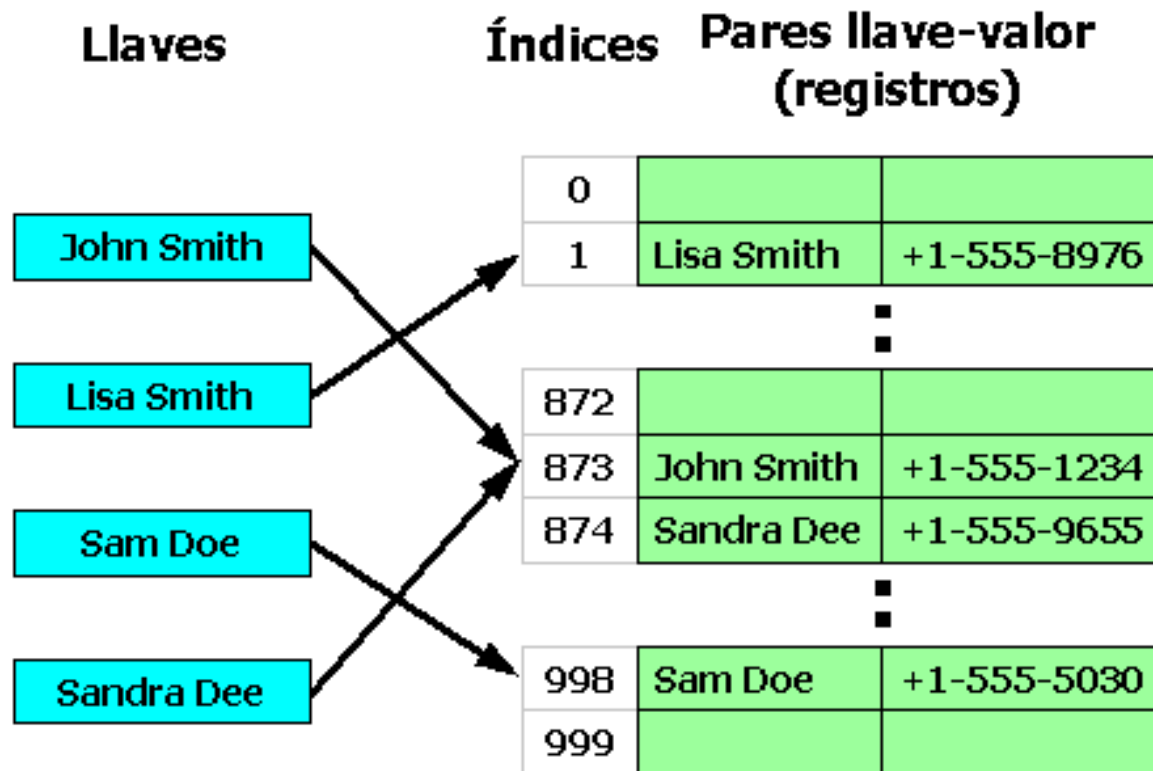 Llaves
Índices
Pares llave-valor
(registros)
John Smith
Lisa Smith
Sam Doe
Sandra Dee
0
1 Lisa Smith +1-555-8976
872
873 John Smith +1-555-1234
874 Sandra Dee +1-555-9655
998 Sam Doe +1-555-5030
999